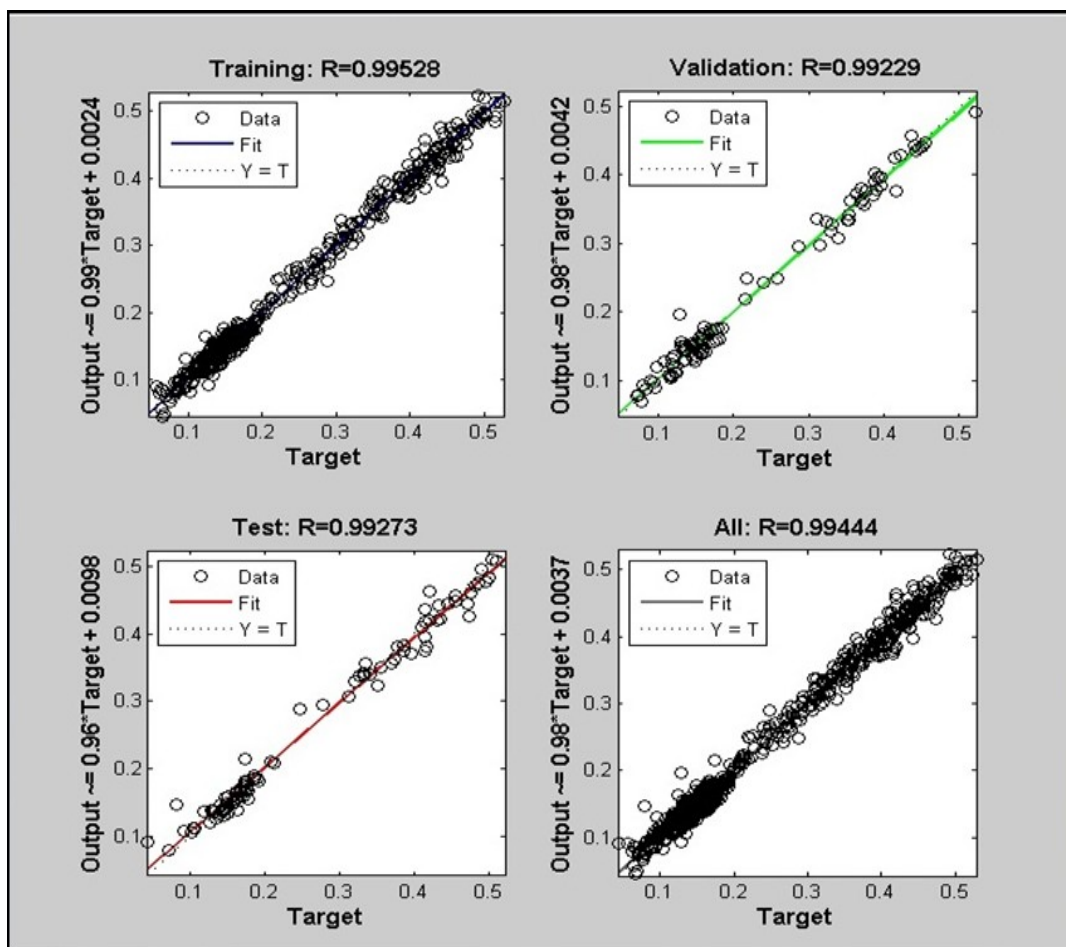 Training: R=0.99528
Output ~= 0.99*Target + 0.0024
0.5
0.4
0.3
0.2
0.1
Data
Fit
Y = T
0.1 0.2 0.3 0.4 0.5
Target
Validation: R=0.99229
Output ~= 0.98*Target + 0.0042
0.5
0.4
0.3
0.2
0.1
Data
Fit
Y = T
0.1 0.2 0.3 0.4 0.5
Target
Test: R=0.99273
Output ~= 0.96*Target + 0.0098
0.5
0.4
0.3
0.2
0.1
Data
Fit
Y = T
0.1 0.2 0.3 0.4 0.5
Target
All: R=0.99444
Output ~= 0.98*Target + 0.0037
0.5
0.4
0.3
0.2
0.1
Data
Fit
Y = T
0.1 0.2 0.3 0.4 0.5
Target